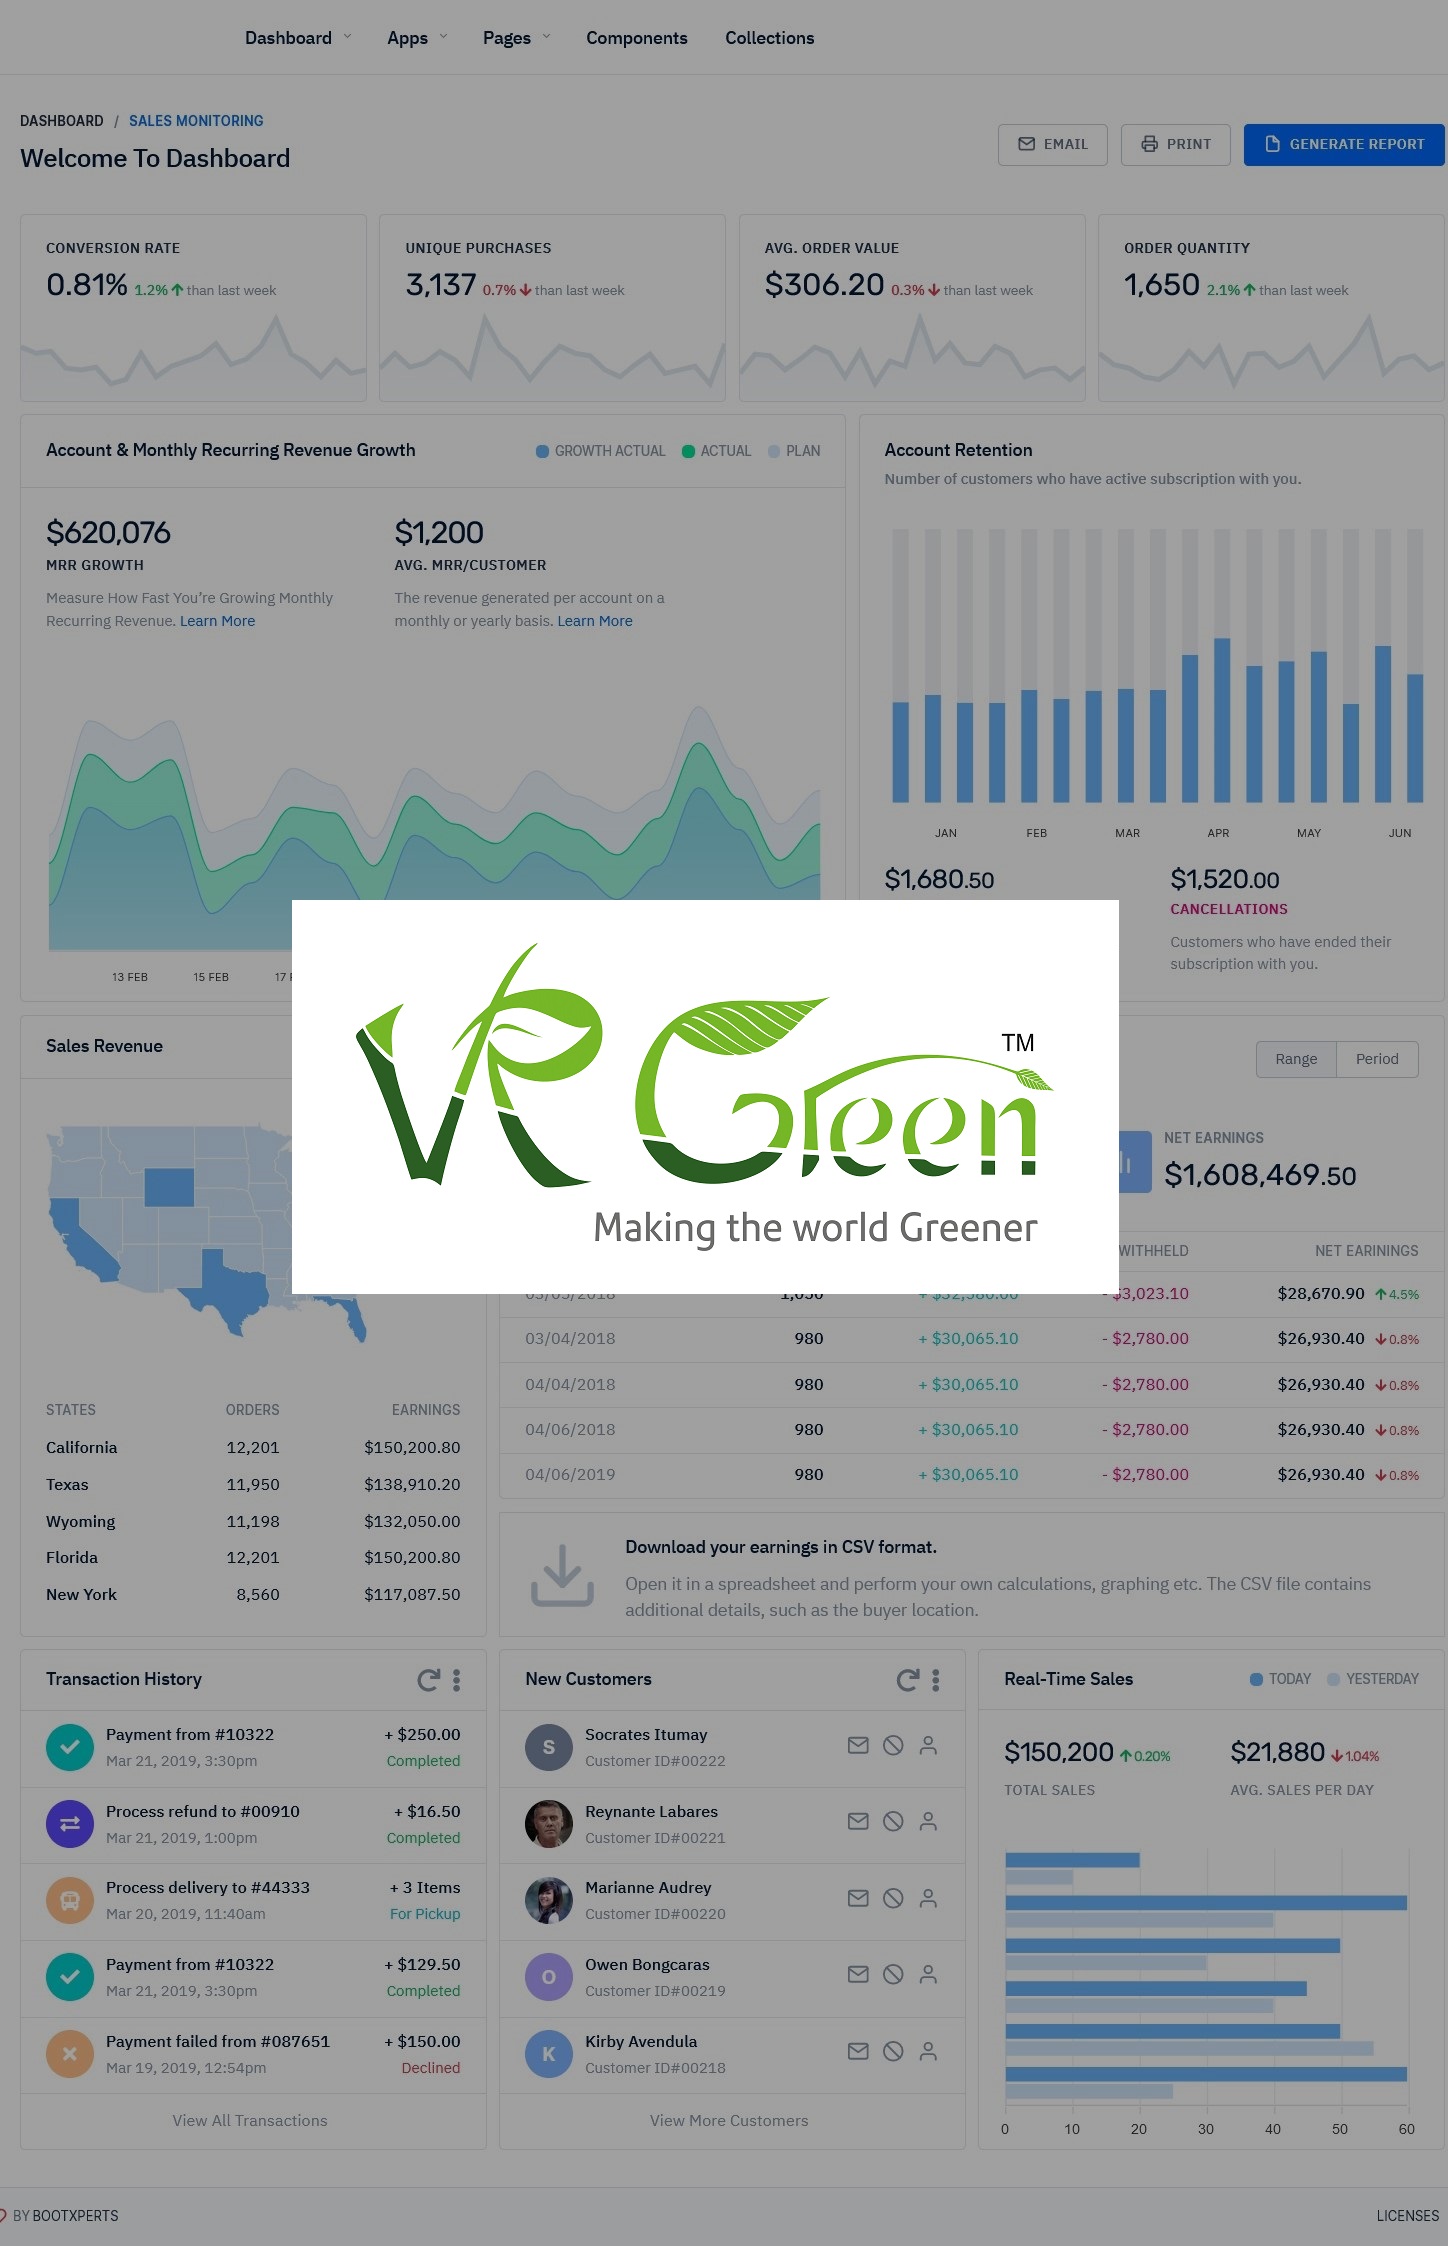 Dashboard Apps Pages Components Collections
DASHBOARD / SALES MONITORING
Welcome To Dashboard
EMAIL PRINT GENERATE REPORT
CONVERSION RATE
0.81% 1.2% than last week
UNIQUE PURCHASES
3,137 0.7% than last week
AVG. ORDER VALUE
$306.20 0.3% than last week
ORDER QUANTITY
1,650 2.1% than last week
Account & Monthly Recurring Revenue Growth
GROWTH ACTUAL ACTUAL PLAN
$620,076
MRR GROWTH
Measure How Fast You’re Growing Monthly
Recurring Revenue. Learn More
$1,200
AVG. MRR/CUSTOMER
The revenue generated per account on a
monthly or yearly basis. Learn More
13 FEB 15 FEB 17
Account Retention
Number of customers who have active subscription with you.
JAN FEB MAR APR MAY JUN
$1,680.50
$1,520.00
CANCELLATIONS
Customers who have ended their
subscription with you.
VR Green TM
Making the world Greener
Sales Revenue
STATES ORDERS EARNINGS
California 12,201 $150,200.80
Texas 11,950 $138,910.20
Wyoming 11,198 $132,050.00
Florida 12,201 $150,200.80
New York 8,560 $117,087.50
Range Period
NET EARNINGS
$1,608,469.50
WITHHELD NET EARININGS
- $3,023.10 $28,670.90 4.5%
03/04/2018 980 + $30,065.10 - $2,780.00 $26,930.40 0.8%
04/04/2018 980 + $30,065.10 - $2,780.00 $26,930.40 0.8%
04/06/2018 980 + $30,065.10 - $2,780.00 $26,930.40 0.8%
04/06/2019 980 + $30,065.10 - $2,780.00 $26,930.40 0.8%
Download your earnings in CSV format.
Open it in a spreadsheet and perform your own calculations, graphing etc. The CSV file contains
additional details, such as the buyer location.
Transaction History
Payment from #10322 + $250.00
Mar 21, 2019, 3:30pm Completed
Process refund to #00910 + $16.50
Mar 21, 2019, 1:00pm Completed
Process delivery to #44333 + 3 Items
Mar 20, 2019, 11:40am For Pickup
Payment from #10322 + $129.50
Mar 21, 2019, 3:30pm Completed
Payment failed from #087651 + $150.00
Mar 19, 2019, 12:54pm Declined
View All Transactions
New Customers
S Socrates Itumay
Customer ID#00222
Reynante Labares
Customer ID#00221
Marianne Audrey
Customer ID#00220
O Owen Bongcaras
Customer ID#00219
K Kirby Avendula
Customer ID#00218
View More Customers
Real-Time Sales TODAY YESTERDAY
$150,200 0.20%
TOTAL SALES
$21,880 1.04%
AVG. SALES PER DAY
0 10 20 30 40 50 60
BY BOOTXPERTS
LICENSES